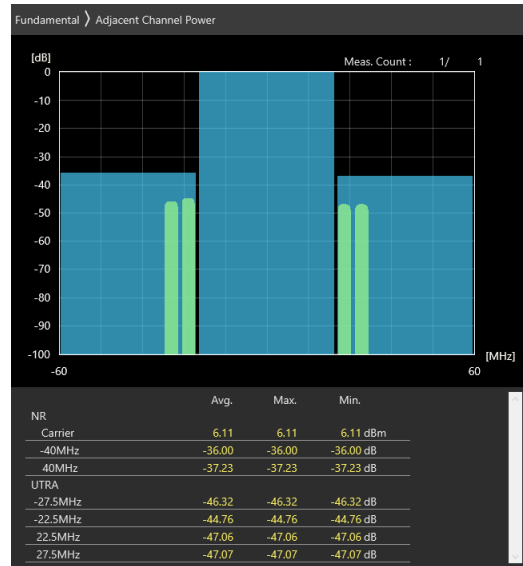 Fundamental 〉 Adjacent Channel Power
[dB]
Meas. Count : 1/ 1
0
-10
-20
-30
-40
-50
-60
-70
-80
-90
-100
[MHz]
-60 60
Avg. Max. Min.
NR
Carrier 6.11 6.11 6.11 dBm
-40MHz -36.00 -36.00 -36.00 dB
40MHz -37.23 -37.23 -37.23 dB
UTRA
-27.5MHz -46.32 -46.32 -46.32 dB
-22.5MHz -44.76 -44.76 -44.76 dB
22.5MHz -47.06 -47.06 -47.06 dB
27.5MHz -47.07 -47.07 -47.07 dB